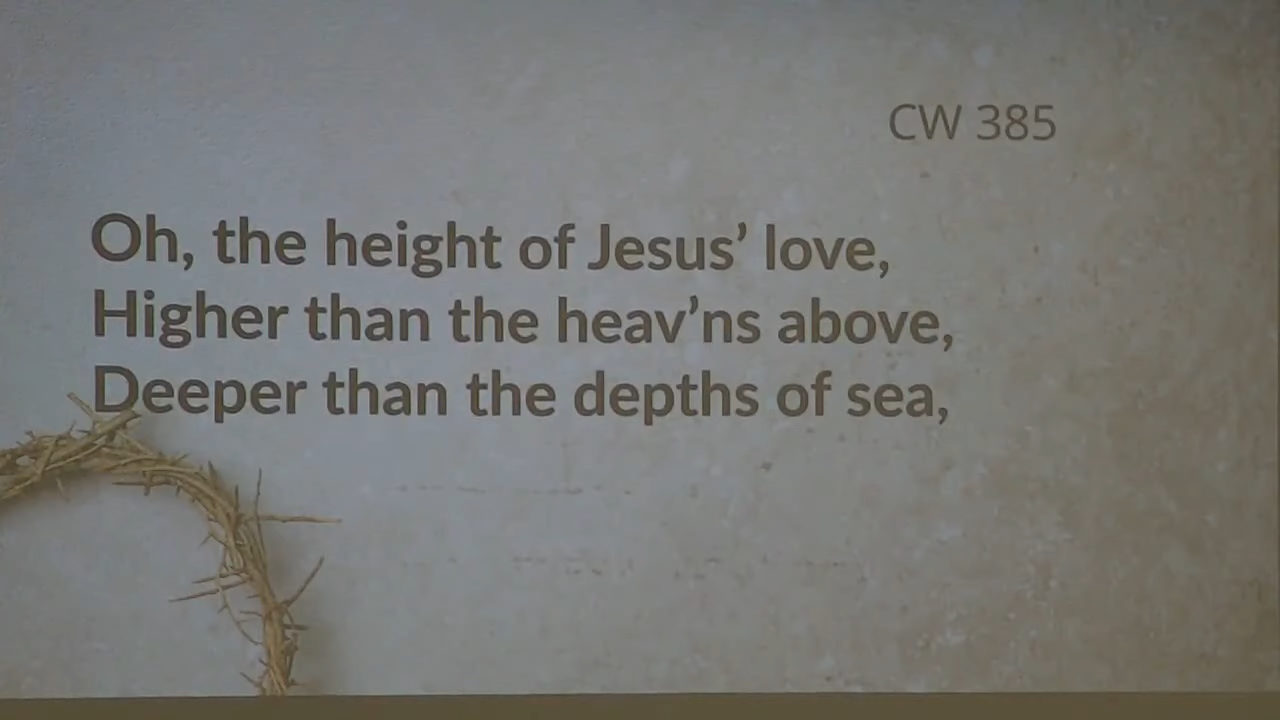 CW 385
Oh, the height of Jesus’ love,
Higher than the heav’ns above,
Deeper than the depths of sea,